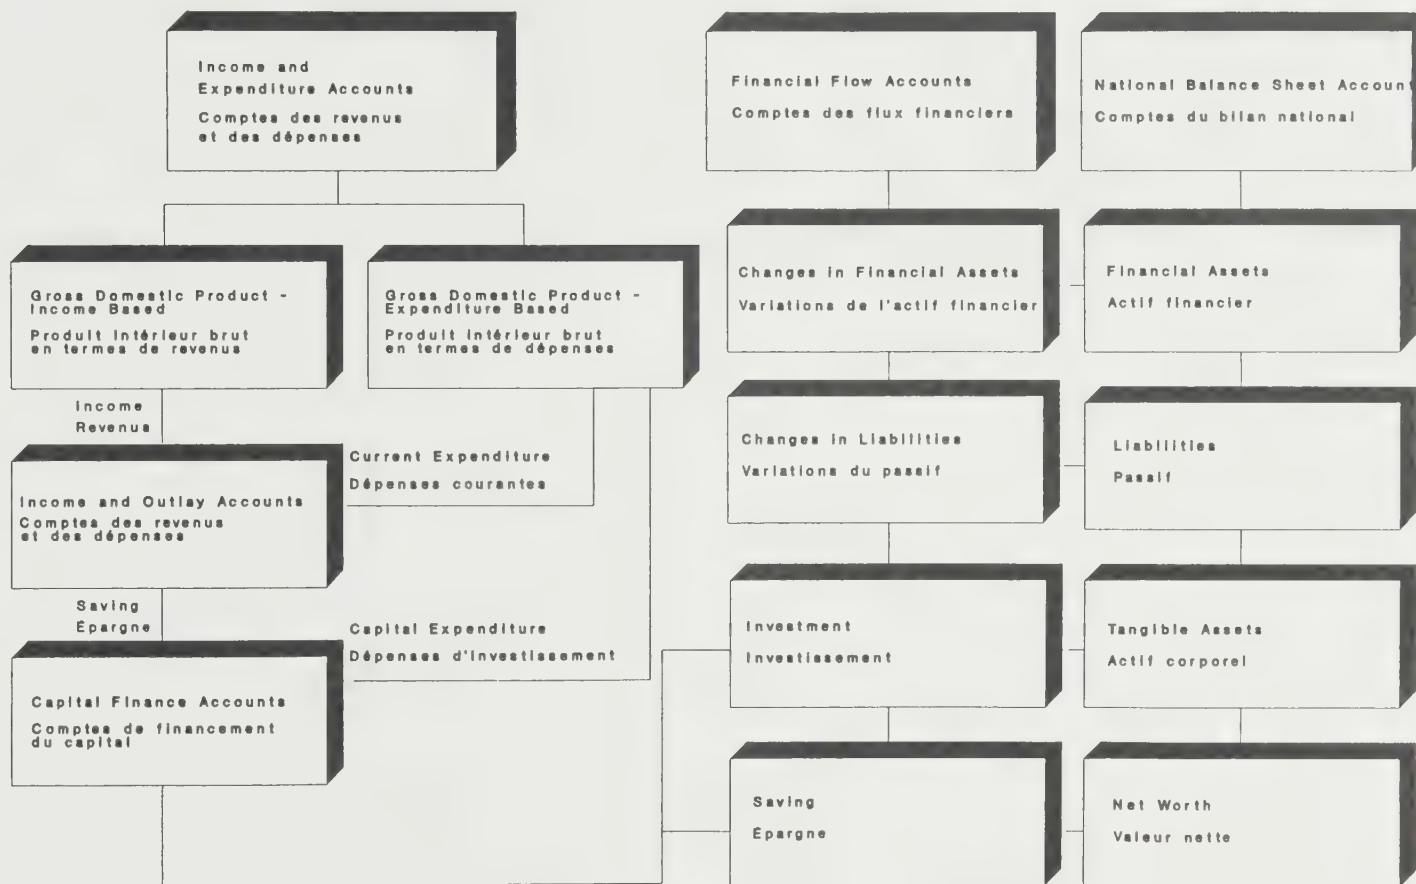 Income and
Expenditure Accounts
Comptes des revenus
et des dépenses
Financial Flow Accounts
Comptes des flux financiers
National Balance Sheet Account
Comptes du bilan national
Gross Domestic Product -
Income Based
Produit intérieur brut
en termes de revenus
Gross Domestic Product -
Expenditure Based
Produit intérieur brut
en termes de dépenses
Changes in Financial Assets
Variations de l'actif financier
Financial Assets
Actif financier
Income
Revenus
Changes in Liabilities
Variations du passif
Liabilities
Passif
Current Expenditure
Dépenses courantes
Income and Outlay Accounts
Comptes des revenus
et des dépenses
Saving
Épargne
Capital Expenditure
Dépenses d'investissement
Investment
Investissement
Tangible Assets
Actif corporel
Capital Finance Accounts
Comptes de financement
du capital
Saving
Épargne
Net Worth
Valeur nette